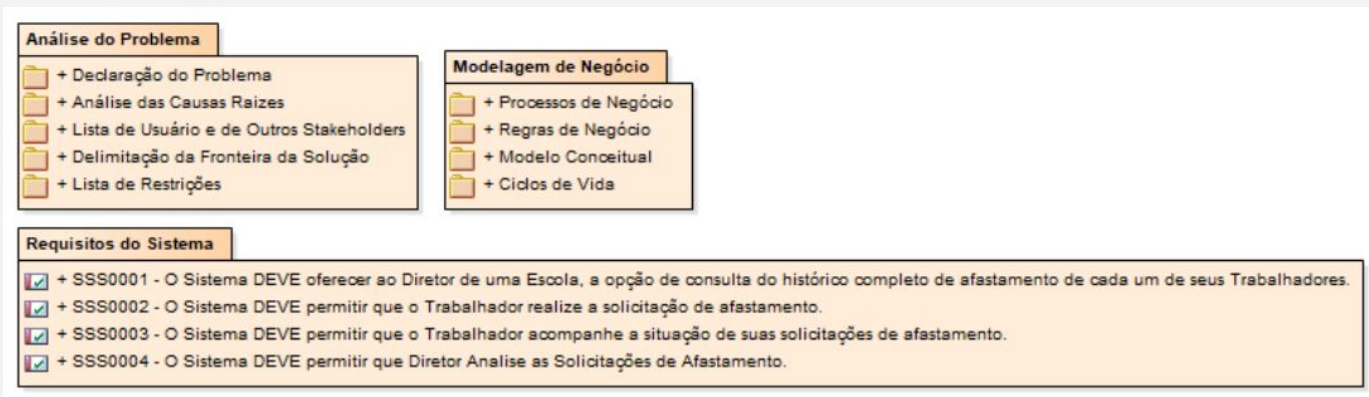 Análise do Problema
+ Declaração do Problema
+ Análise das Causas Raizes
+ Lista de Usuário e de Outros Stakeholders
+ Delimitação da Fronteira da Solução
+ Lista de Restrições
Modelagem de Negócio
+ Processos de Negócio
+ Regras de Negócio
+ Modelo Conceitual
+ Ciclos de Vida
Requisitos do Sistema
+ SSS0001 - O Sistema DEVE oferecer ao Diretor de uma Escola, a opção de consulta do histórico completo de afastamento de cada um de seus Trabalhadores.
+ SSS0002 - O Sistema DEVE permitir que o Trabalhador realize a solicitação de afastamento.
+ SSS0003 - O Sistema DEVE permitir que o Trabalhador acompanhe a situação de suas solicitações de afastamento.
+ SSS0004 - O Sistema DEVE permitir que Diretor Analise as Solicitações de Afastamento.